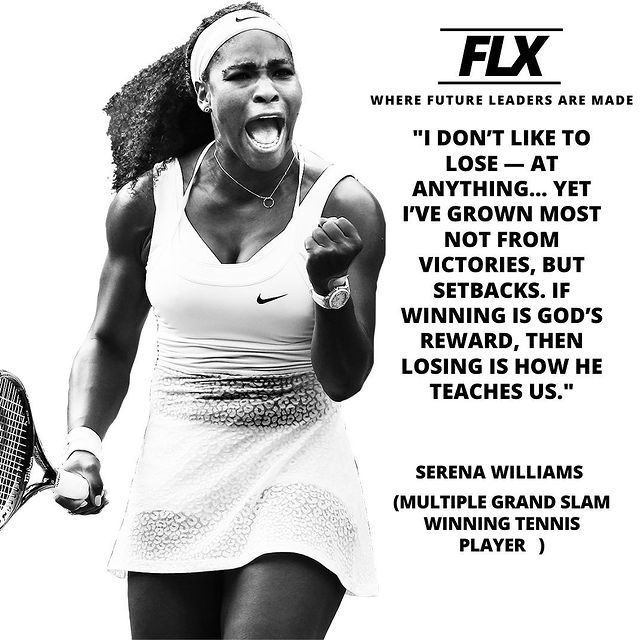 FLX
WHERE FUTURE LEADERS ARE MADE
"I DON’T LIKE TO
LOSE — AT
ANYTHING... YET
I’VE GROWN MOST
NOT FROM
VICTORIES, BUT
SETBACKS. IF
WINNING IS GOD’S
REWARD, THEN
LOSING IS HOW HE
TEACHES US."
SERENA WILLIAMS
(MULTIPLE GRAND SLAM
WINNING TENNIS
PLAYER   )